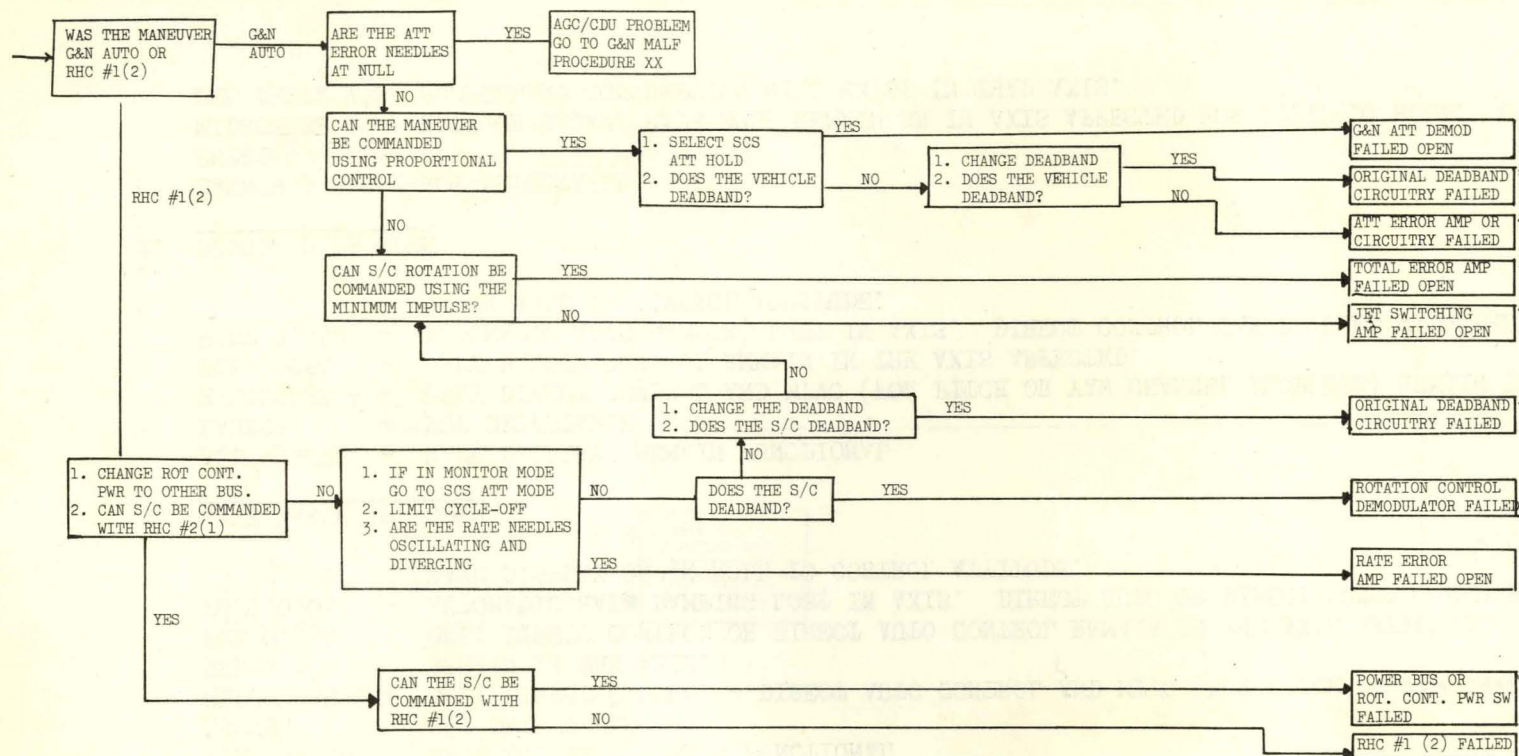 WAS THE MANEUVER
G&N AUTO OR
RHC #1(2)
G&N
AUTO
ARE THE ATT
ERROR NEEDLES
AT NULL
YES
AGC/CDU PROBLEM
GO TO G&N MALF
PROCEDURE XX
NO
CAN THE MANEUVER
BE COMMANDED
USING PROPORTIONAL
CONTROL
YES
1. SELECT SCS
ATT HOLD
2. DOES THE VEHICLE
DEADBAND?
YES
G&N ATT DEMOD
FAILED OPEN
NO
1. CHANGE DEADBAND
2. DOES THE VEHICLE
DEADBAND?
YES
ORIGINAL DEADBAND
CIRCUITRY FAILED
NO
ATT ERROR AMP OR
CIRCUITRY FAILED
RHC #1(2)
NO
CAN S/C ROTATION BE
COMMANDED USING THE
MINIMUM IMPULSE?
YES
TOTAL ERROR AMP
FAILED OPEN
NO
JET SWITCHING
AMP FAILED OPEN
NO
1. CHANGE THE DEADBAND
2. DOES THE S/C DEADBAND?
YES
ORIGINAL DEADBAND
CIRCUITRY FAILED
NO
1. CHANGE ROT CONT.
PWR TO OTHER BUS.
2. CAN S/C BE COMMANDED
WITH RHC #2(1)
NO
1. IF IN MONITOR MODE
GO TO SCS ATT MODE
2. LIMIT CYCLE-OFF
3. ARE THE RATE NEEDLES
OSCILLATING AND
DIVERGING
NO
DOES THE S/C
DEADBAND?
YES
ROTATION CONTROL
DEMODULATOR FAILED
YES
RATE ERROR
AMP FAILED OPEN
YES
CAN THE S/C BE
COMMANDED WITH
RHC #1(2)
YES
POWER BUS OR
ROT. CONT. PWR SW
FAILED
NO
RHC #1 (2) FAILED